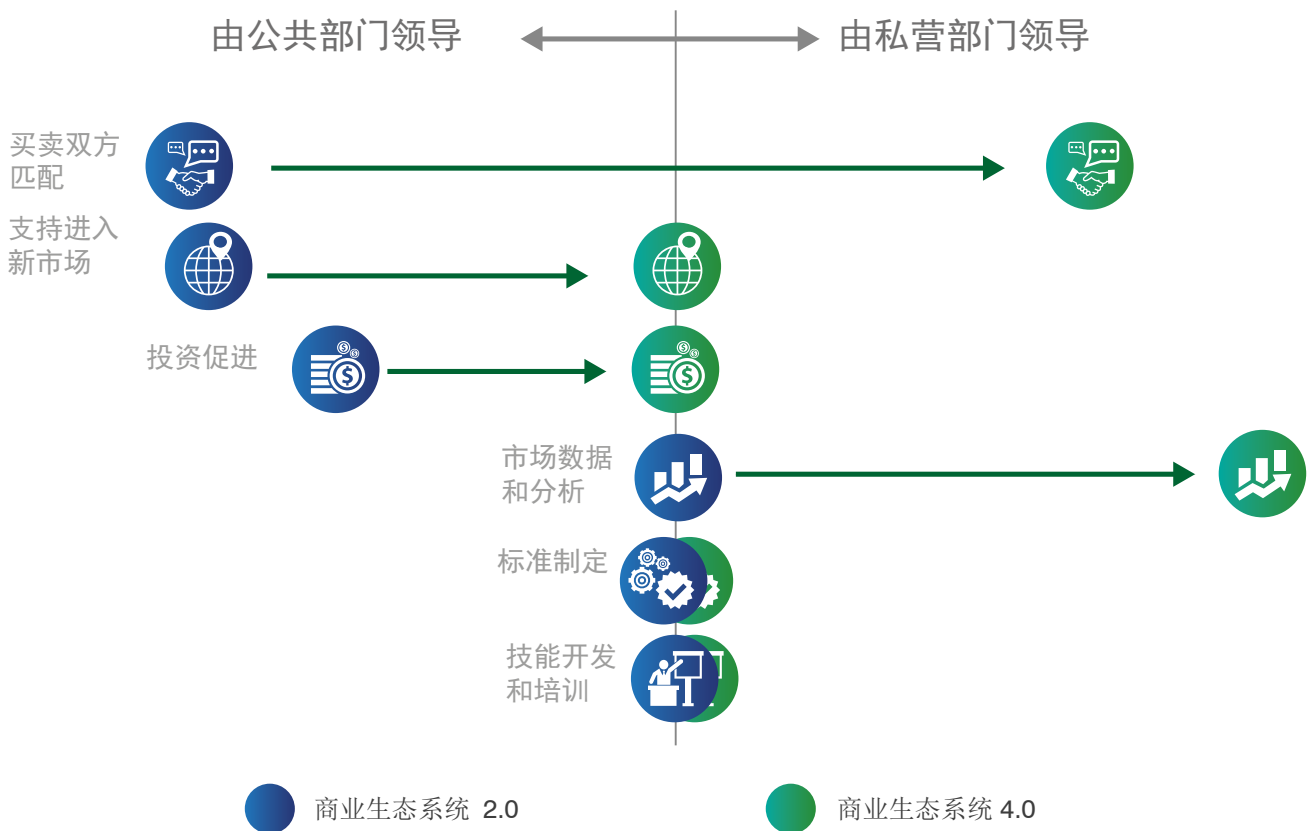 由公共部门领导
由私营部门领导
买卖双方
匹配
支持进入
新市场
投资促进
市场数据
和分析
标准制定
技能开发
和培训
商业生态系统 2.0
商业生态系统 4.0